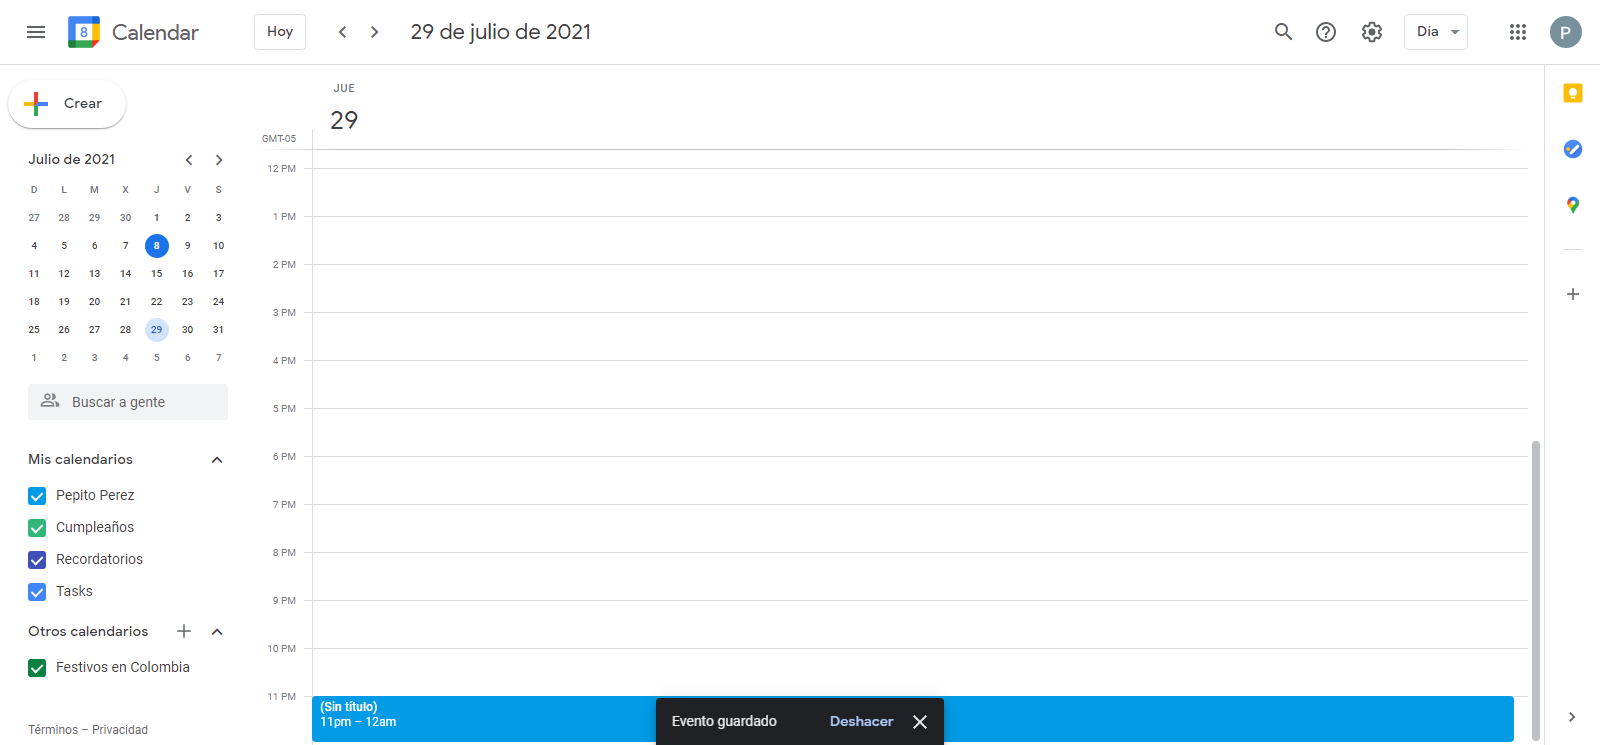 8 Calendar
Hoy
29 de julio de 2021
Día
P
Crear
Julio de 2021
D L M X J V S
27 28 29 30 1 2 3
4 5 6 7 8 9 10
11 12 13 14 15 16 17
18 19 20 21 22 23 24
25 26 27 28 29 30 31
1 2 3 4 5 6 7
Buscar a gente
Mis calendarios
Pepito Perez
Cumpleaños
Recordatorios
Tasks
Otros calendarios
Festivos en Colombia
Términos – Privacidad
JUE
29
GMT-05
12 PM
1 PM
2 PM
3 PM
4 PM
5 PM
6 PM
7 PM
8 PM
9 PM
10 PM
11 PM
(Sin título)
11pm – 12am
Evento guardado Deshacer